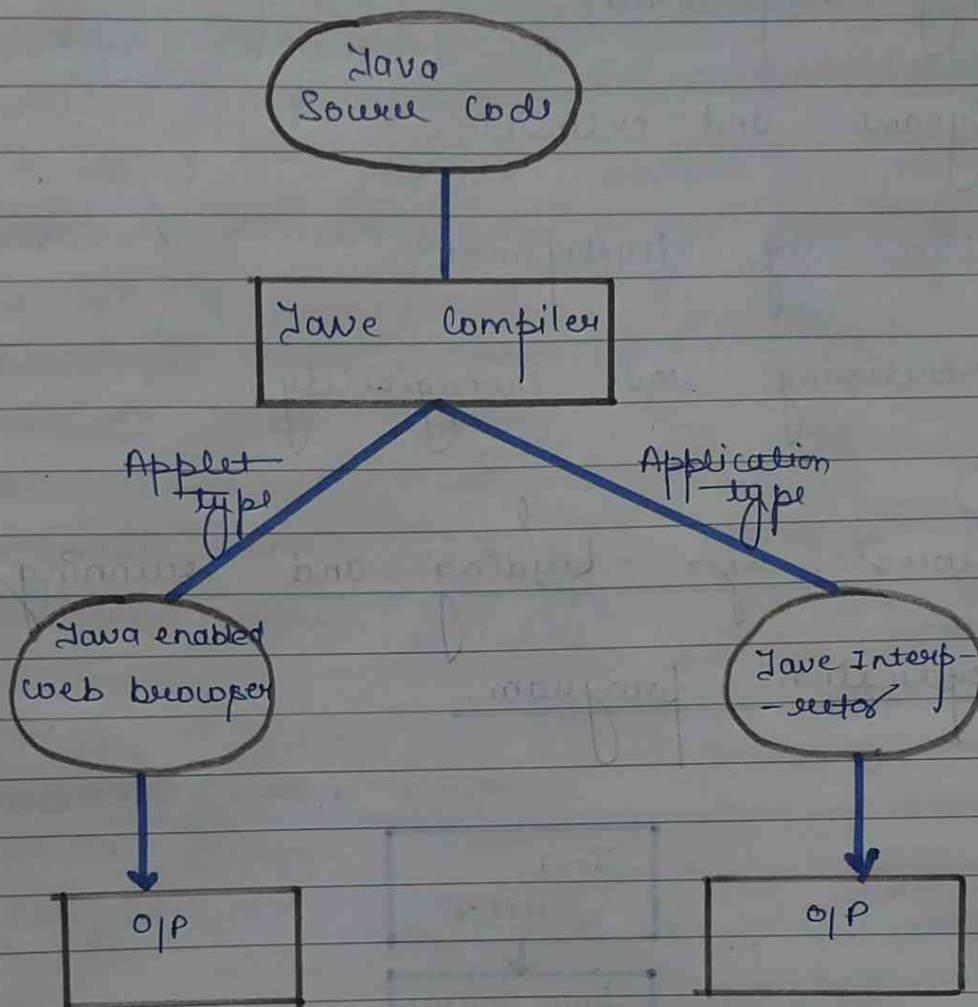 Java
Source Code
Jave Compiler
Applet
type
Application
type
Java enabled
web browser
Jave Interp-
-reter
O/P
O/P